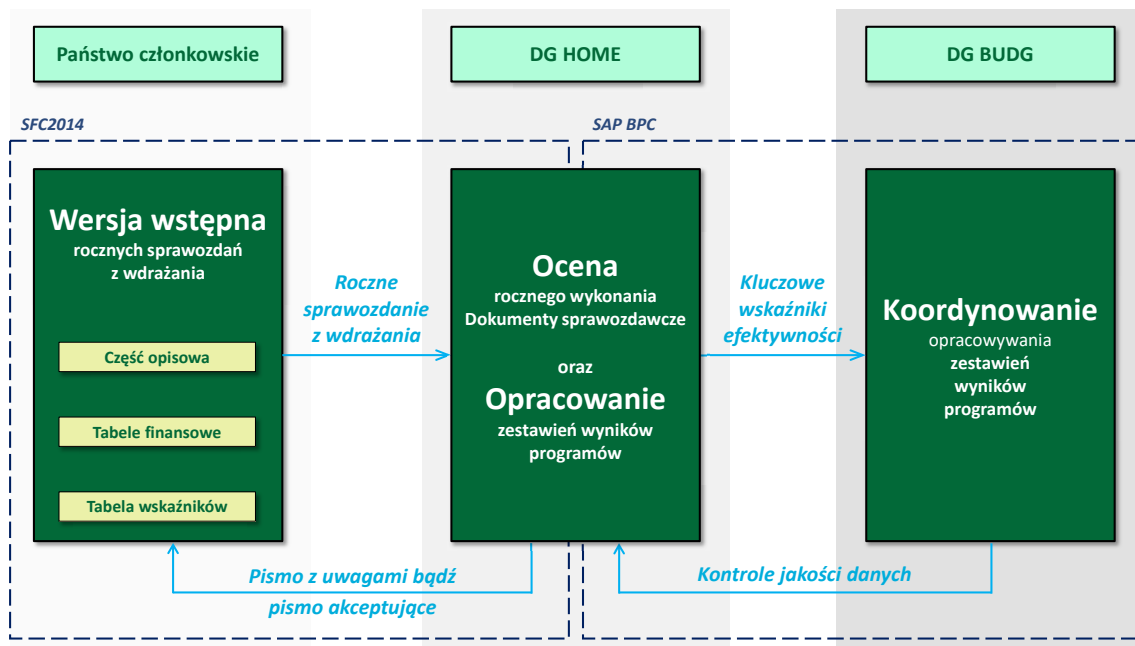 Państwo członkowskie
DG HOME
DG BUDG
SFC2014
SAP BPC
Wersja wstępna
rocznych sprawozdań
z wdrażania
Część opisowa
Tabele finansowe
Tabela wskaźników
Roczne
sprawozdanie
z wdrażania
Ocena
rocznego wykonania
Dokumenty sprawozdawcze
oraz
Opracowanie
zestawień wyników
programów
Kluczowe
wskaźniki
efektywności
Koordynowanie
opracowywania
zestawień
wyników
programów
Pismo z uwagami bądź
pismo akceptujące
Kontrole jakości danych